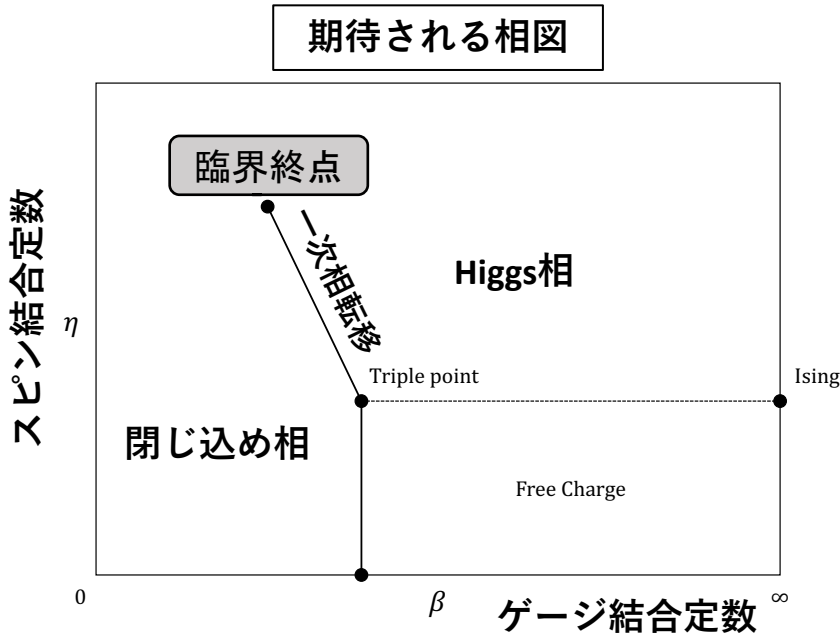 期待される相図
臨界終点
一次相転移
スピン結合定数
η
Higgs相
Triple point
Ising
閉じ込め相
Free Charge
0
β
∞
ゲージ結合定数